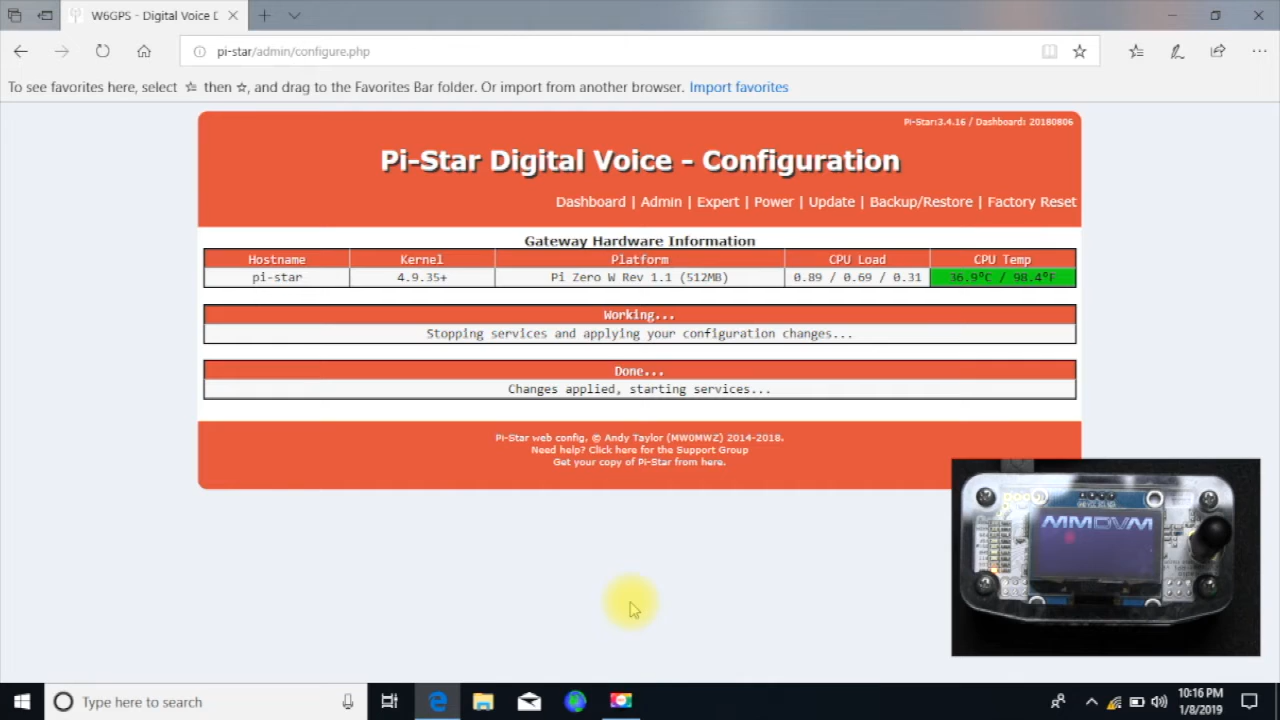 W6GPS - Digital Voice D
pi-star/admin/configure.php
To see favorites here, select ☆ then ☆, and drag to the Favorites Bar folder. Or import from another browser. Import favorites
Pi-Star:3.4.16 / Dashboard: 20180806
Pi-Star Digital Voice - Configuration
Dashboard | Admin | Expert | Power | Update | Backup/Restore | Factory Reset
Gateway Hardware Information
Hostname Kernel Platform CPU Load CPU Temp
pi-star 4.9.35+ Pi Zero W Rev 1.1 (512MB) 0.89 / 0.69 / 0.31 36.9°C / 98.4°F
Working...
Stopping services and applying your configuration changes...
Done...
Changes applied, starting services...
Pi-Star web config, © Andy Taylor (MW0MWZ) 2014-2018.
Need help? Click here for the Support Group
Get your copy of Pi-Star from here.
MMDVM
Type here to search
10:16 PM
1/8/2019